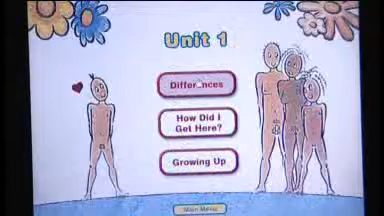 Unit 1
Differences
How Did I
Get Here?
Growing Up
Main Menu